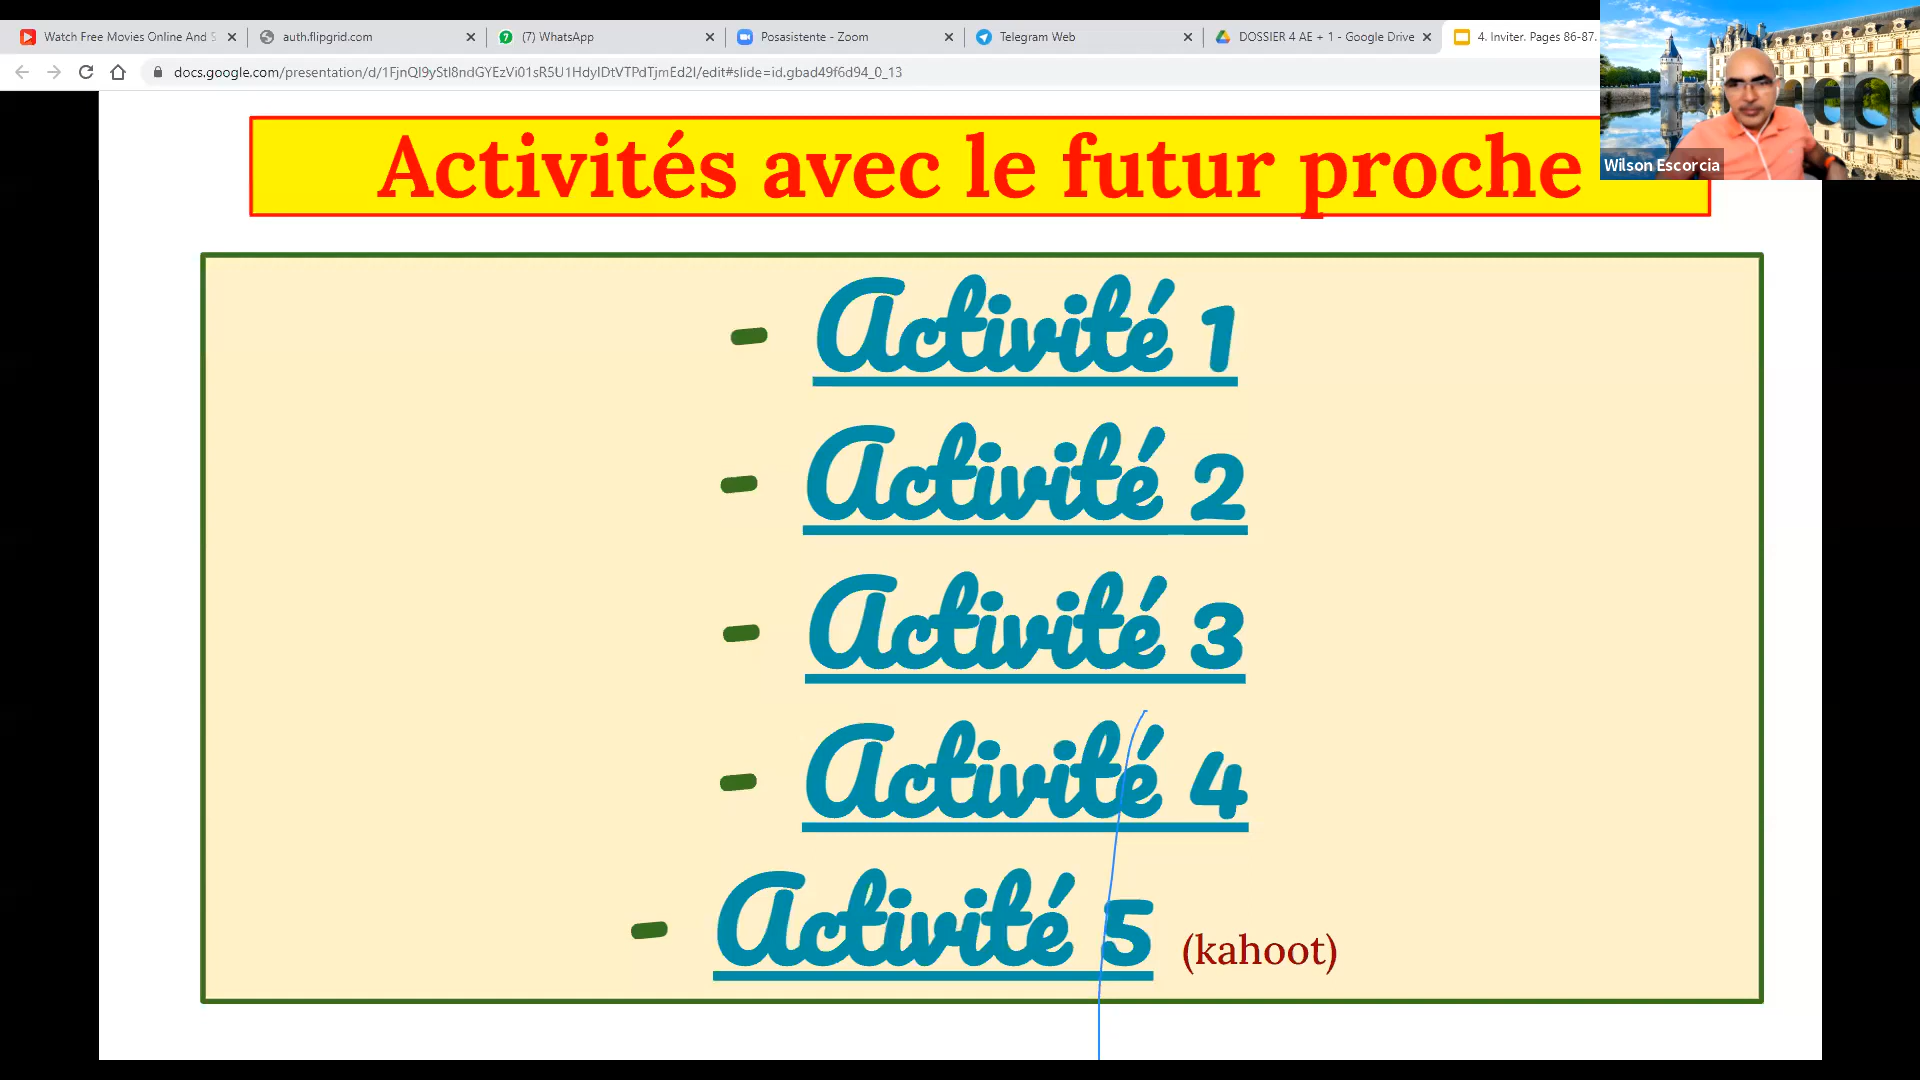 Watch Free Movies Online And S
auth.flipgrid.com
(7) WhatsApp
Posasistente - Zoom
Telegram Web
DOSSIER 4 AE + 1 - Google Drive
4. Inviter. Pages 86-87.
docs.google.com/presentation/d/1FjnQl9yStl8ndGYEzVi01sR5U1HdylDtVTPdTjmEd2I/edit#slide=id.gbad49f6d94_0_13
Wilson Escorcia
Activités avec le futur proche
- Activité 1
- Activité 2
- Activité 3
- Activité 4
- Activité 5 (kahoot)